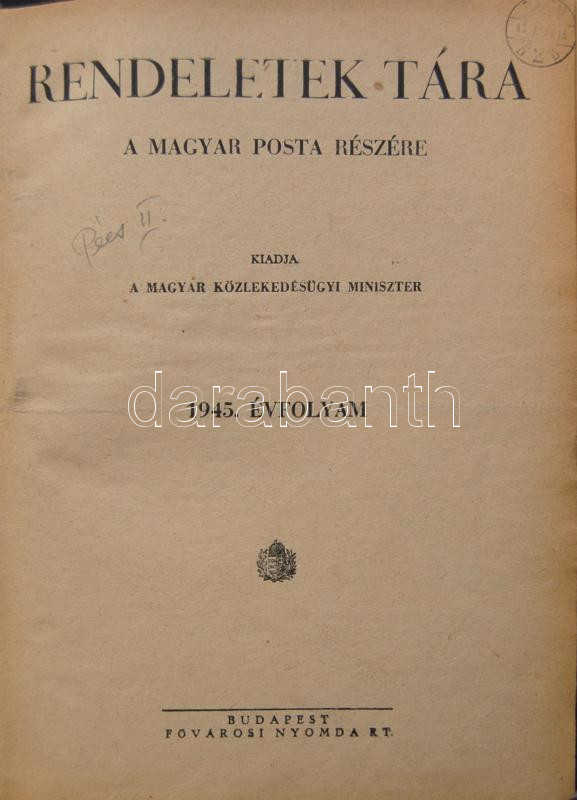 RENDELETEK TÁRA
A MAGYAR POSTA RÉSZÉRE
Pécs II.
KIADJA
A MAGYAR KÖZLEKEDÉSÜGYI MINISZTER
darabanth
1945. ÉVFOLYAM
BUDAPEST
FŐVÁROSI NYOMDA RT.